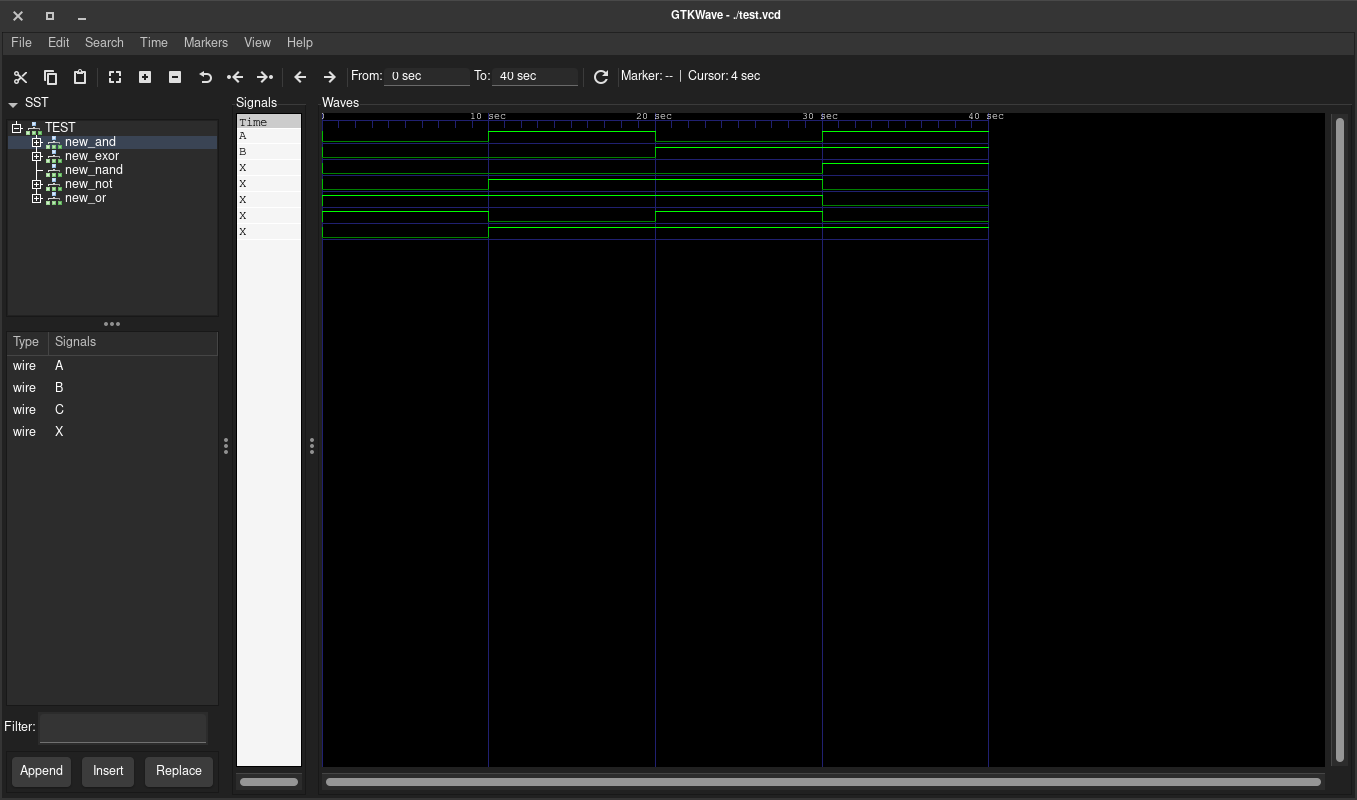 GTKWave - ./test.vcd
File Edit Search Time Markers View Help
From: 0 sec To: 40 sec Marker: -- | Cursor: 4 sec
SST
TEST
new_and
new_exor
new_nand
new_not
new_or
Type Signals
wire A
wire B
wire C
wire X
Filter:
Append Insert Replace
Signals
Time
A
B
X
X
X
X
X
Waves
10 sec 20 sec 30 sec 40 sec